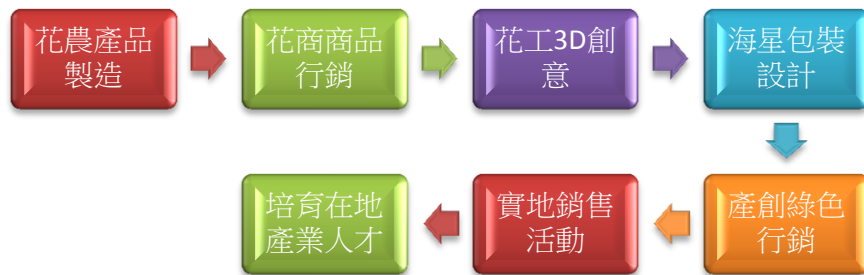 花農產品
製造
花商商品
行銷
花工3D創
意
海星包裝
設計
產創綠色
行銷
實地銷售
活動
培育在地
產業人才